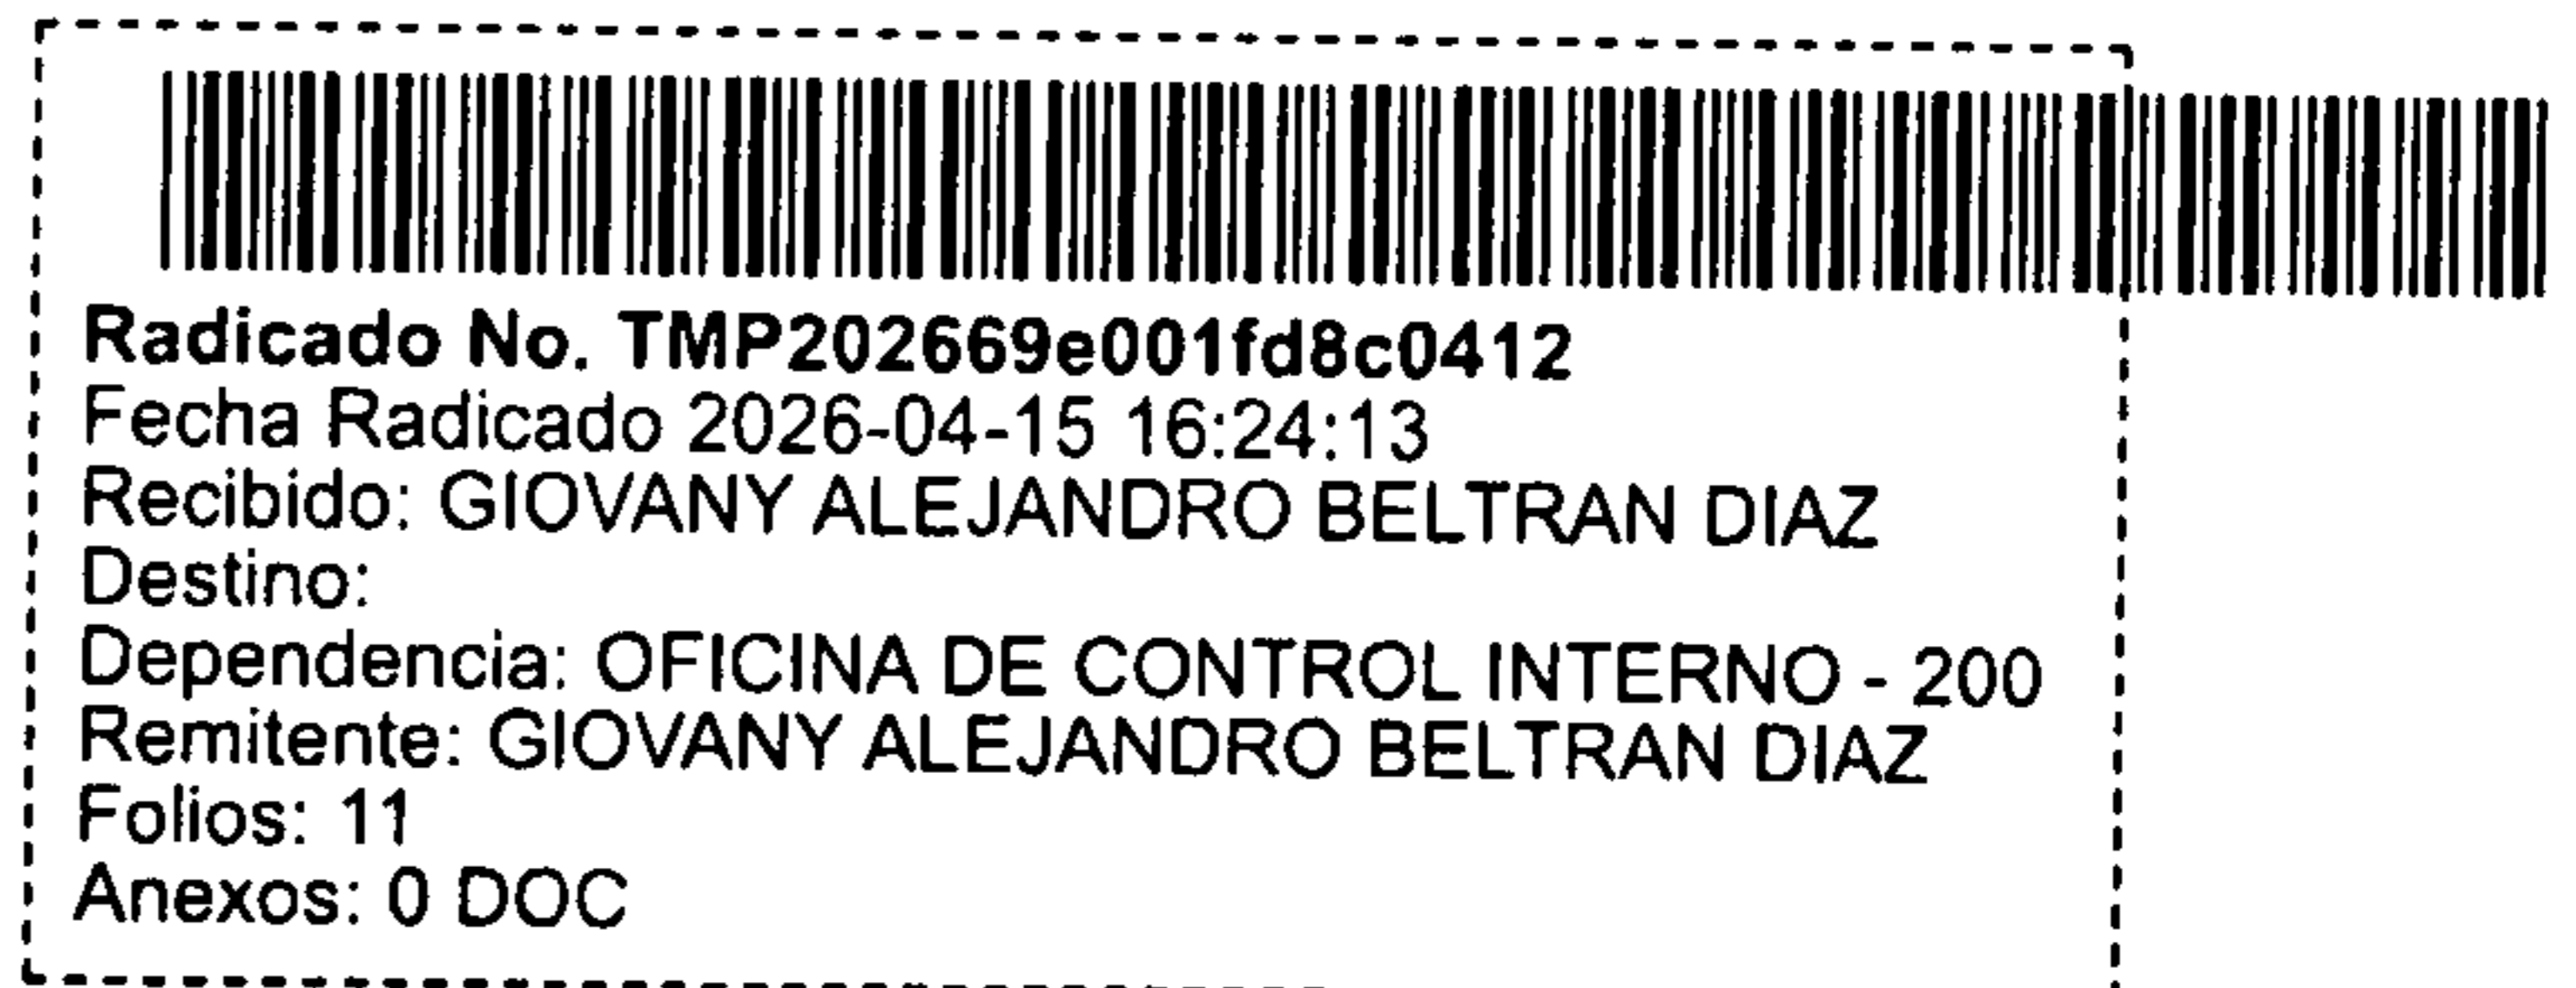 Radicado No. TMP202669e001fd8c0412
Fecha Radicado 2026-04-15 16:24:13
Recibido: GIOVANY ALEJANDRO BELTRAN DIAZ
Destino:
Dependencia: OFICINA DE CONTROL INTERNO - 200
Remitente: GIOVANY ALEJANDRO BELTRAN DIAZ
Folios: 11
Anexos: 0 DOC